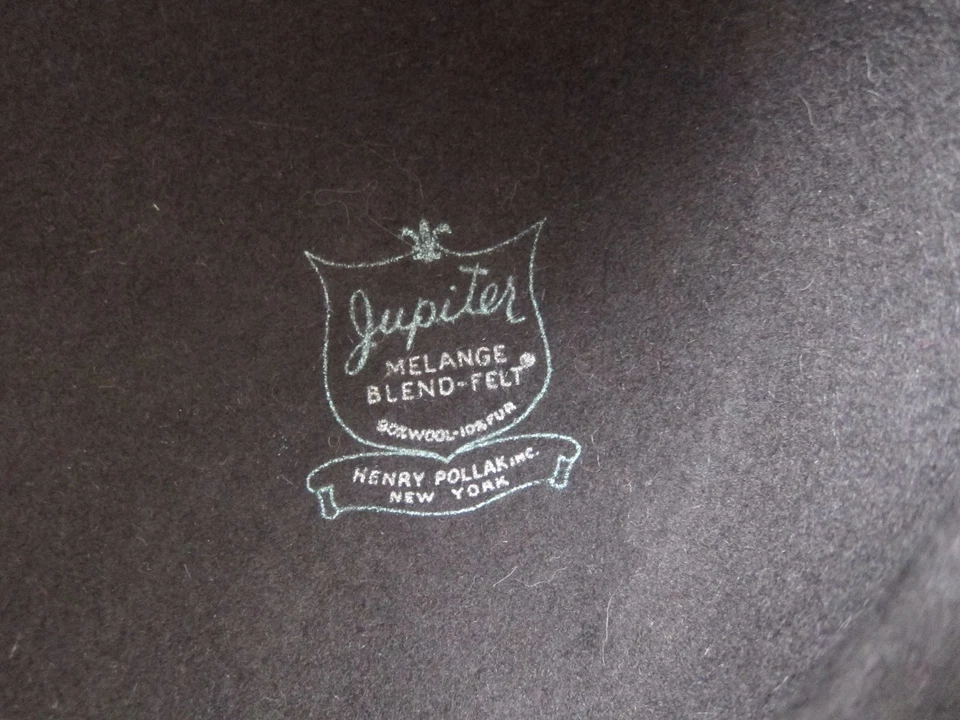 Jupiter
MELANGE
BLEND-FELT®
90% WOOL-10% FUR
HENRY POLLAK INC.
NEW YORK